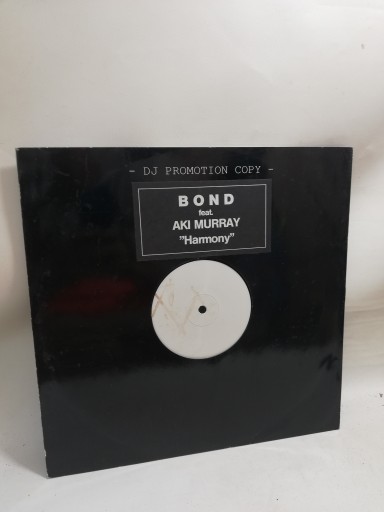 - DJ PROMOTION COPY -
BOND
feat.
AKI MURRAY
"Harmony"